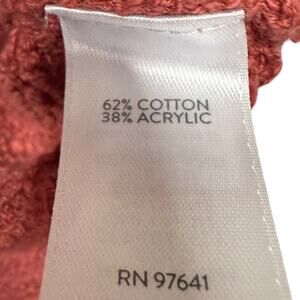 62% COTTON
38% ACRYLIC
RN 97641